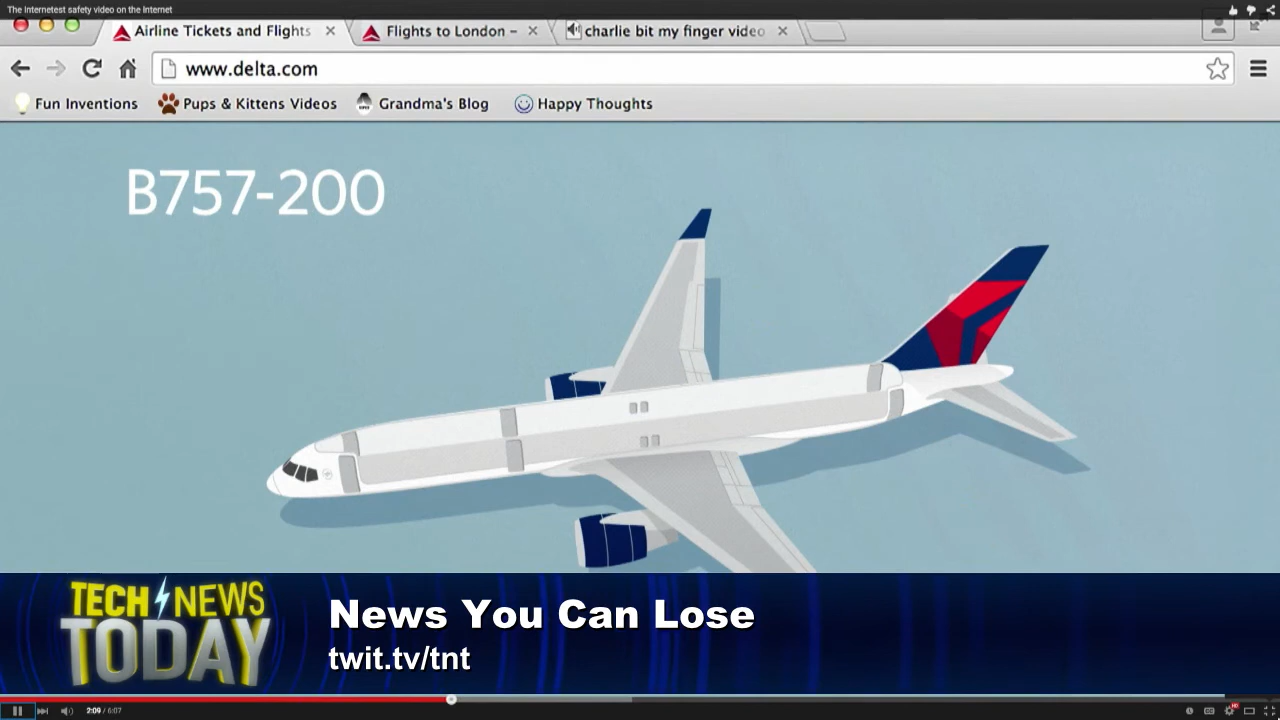 The Internetest safety video on the Internet
Airline Tickets and Flights
Flights to London –
charlie bit my finger video
www.delta.com
Fun Inventions
Pups & Kittens Videos
Grandma's Blog
Happy Thoughts
B757-200
TECH NEWS
TODAY
News You Can Lose
twit.tv/tnt
2:09 / 6:07
HD